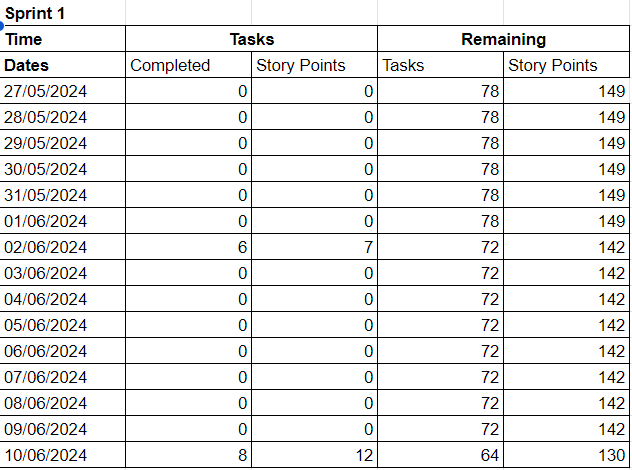 Sprint 1
Time Tasks Remaining
Dates Completed Story Points Tasks Story Points
27/05/2024 0 0 78 149
28/05/2024 0 0 78 149
29/05/2024 0 0 78 149
30/05/2024 0 0 78 149
31/05/2024 0 0 78 149
01/06/2024 0 0 78 149
02/06/2024 6 7 72 142
03/06/2024 0 0 72 142
04/06/2024 0 0 72 142
05/06/2024 0 0 72 142
06/06/2024 0 0 72 142
07/06/2024 0 0 72 142
08/06/2024 0 0 72 142
09/06/2024 0 0 72 142
10/06/2024 8 12 64 130